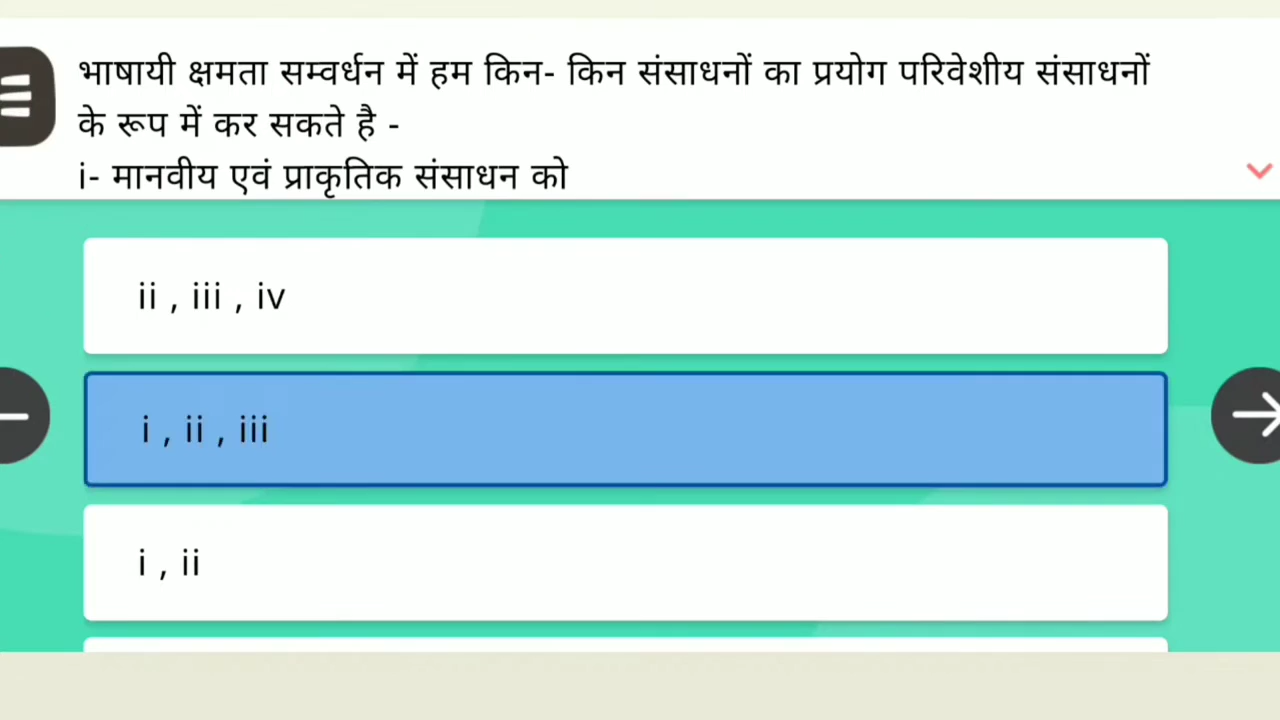 भाषायी क्षमता सम्वर्धन में हम किन- किन संसाधनों का प्रयोग परिवेशीय संसाधनों
के रूप में कर सकते है -
i- मानवीय एवं प्राकृतिक संसाधन को
ii , iii , iv
i , ii , iii
i , ii